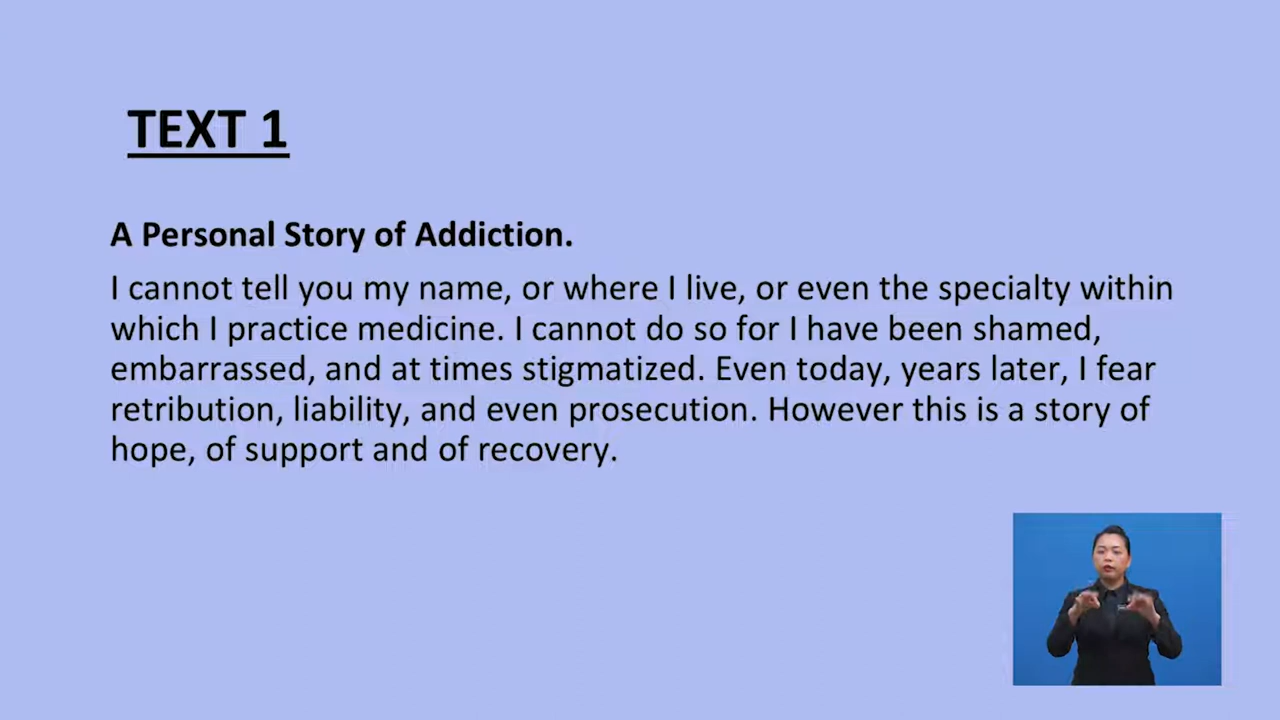 TEXT 1
A Personal Story of Addiction.
I cannot tell you my name, or where I live, or even the specialty within
which I practice medicine. I cannot do so for I have been shamed,
embarrassed, and at times stigmatized. Even today, years later, I fear
retribution, liability, and even prosecution. However this is a story of
hope, of support and of recovery.